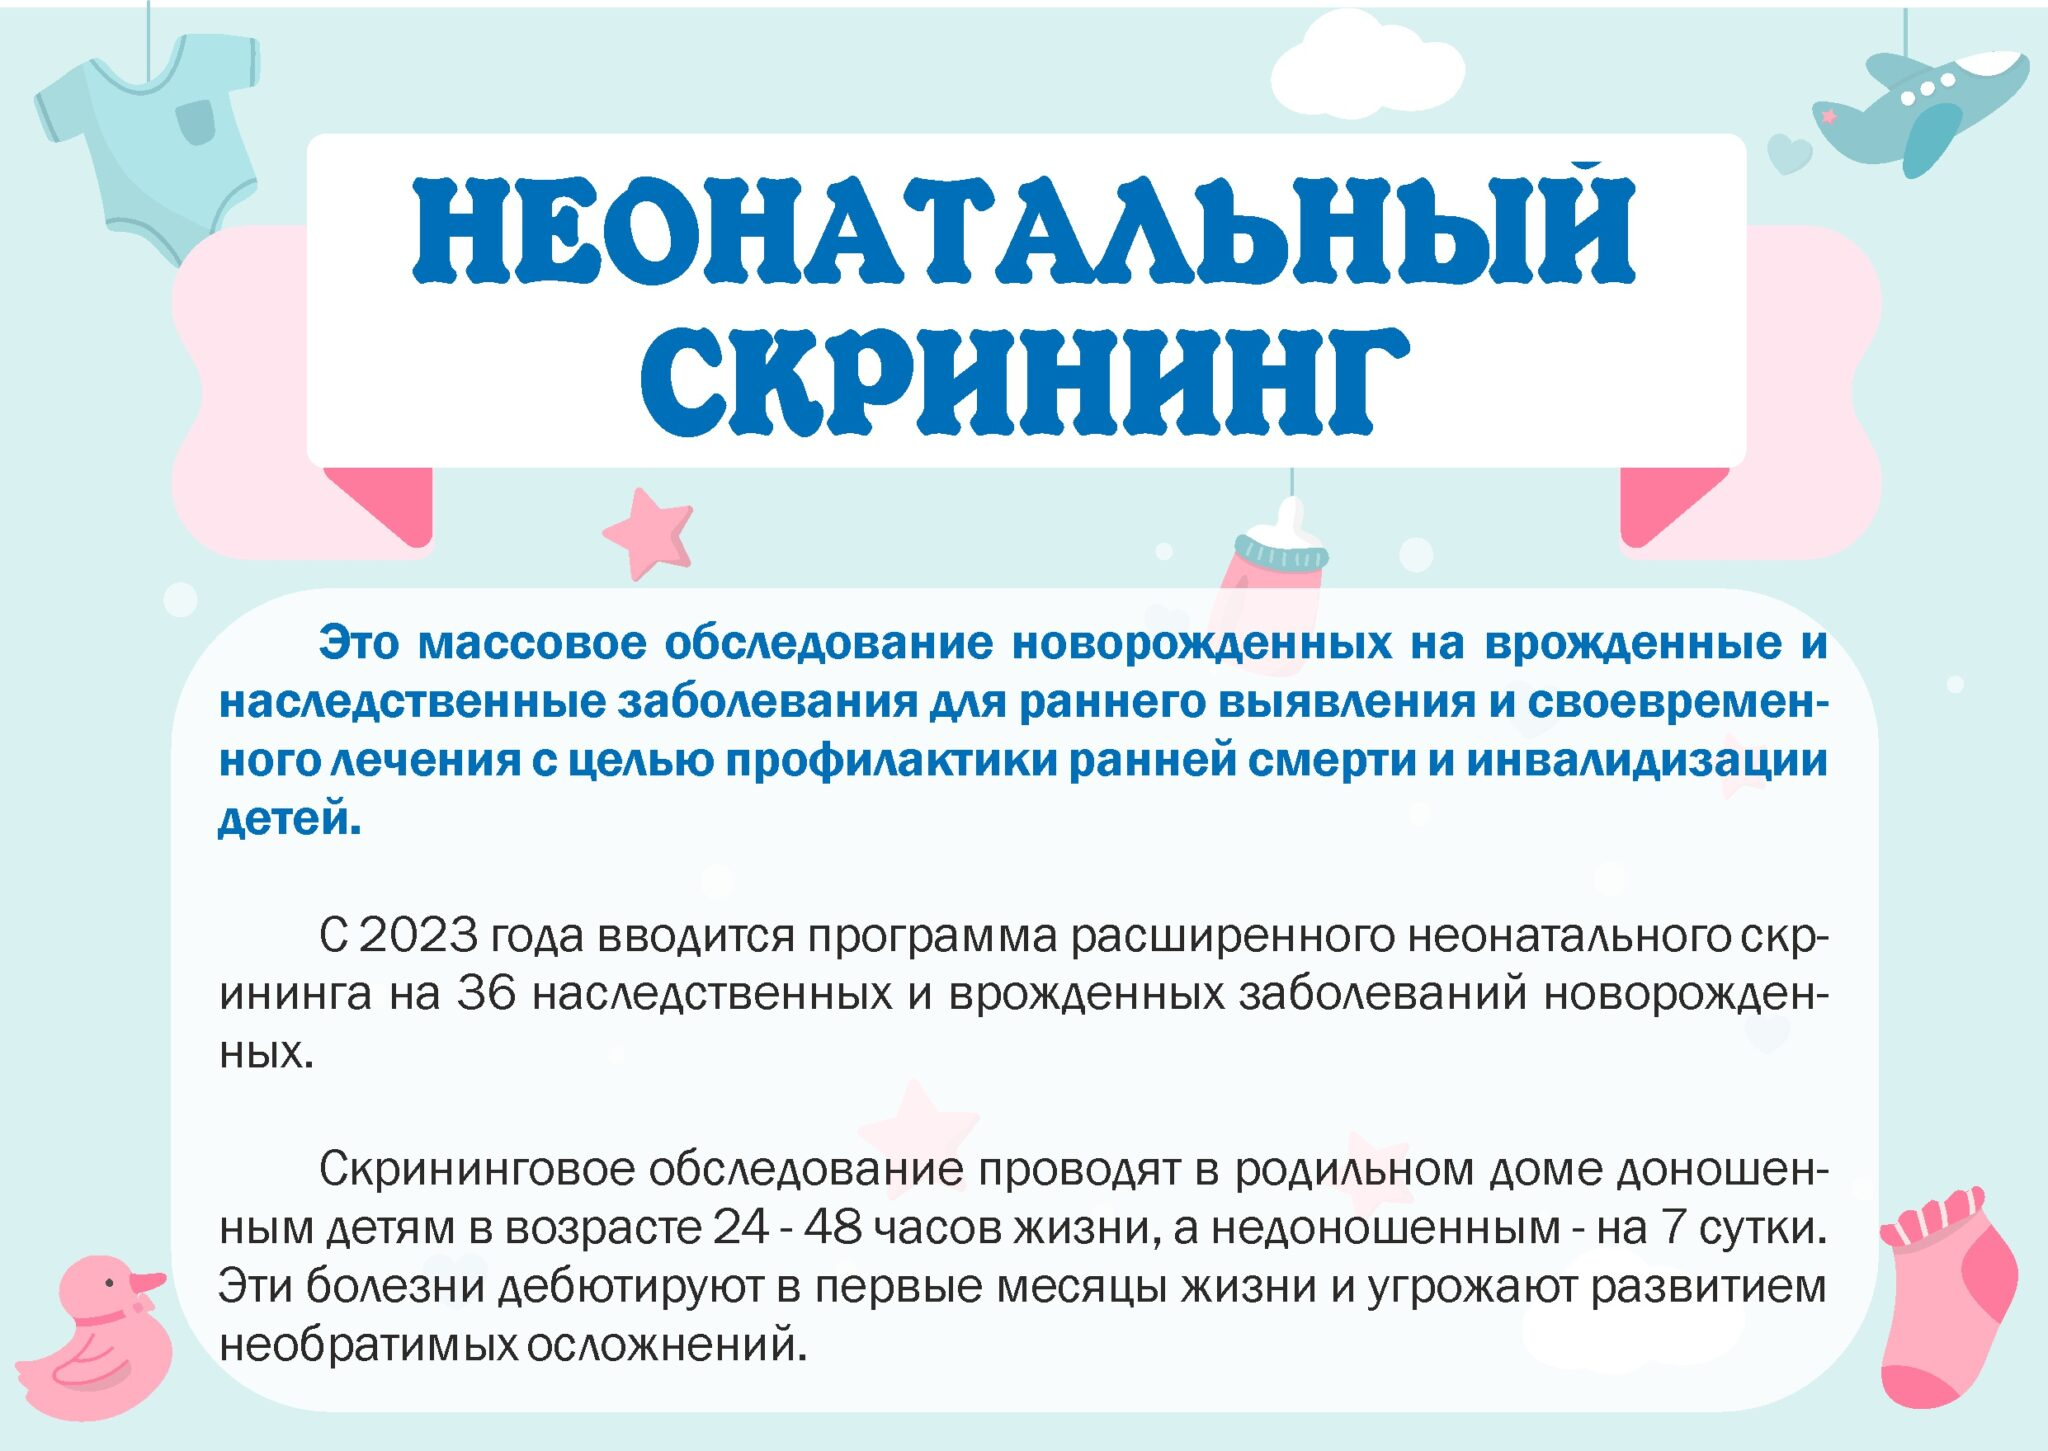 НЕОНАТАЛЬНЫЙ
СКРИНИНГ
Это массовое обследование новорожденных на врожденные и
наследственные заболевания для раннего выявления и своевремен-
ного лечения с целью профилактики ранней смерти и инвалидизации
детей.
С 2023 года вводится программа расширенного неонатального скр-
ининга на 36 наследственных и врожденных заболеваний новорожден-
ных.
Скрининговое обследование проводят в родильном доме доношен-
ным детям в возрасте 24 - 48 часов жизни, а недоношенным - на 7 сутки.
Эти болезни дебютируют в первые месяцы жизни и угрожают развитием
необратимых осложнений.